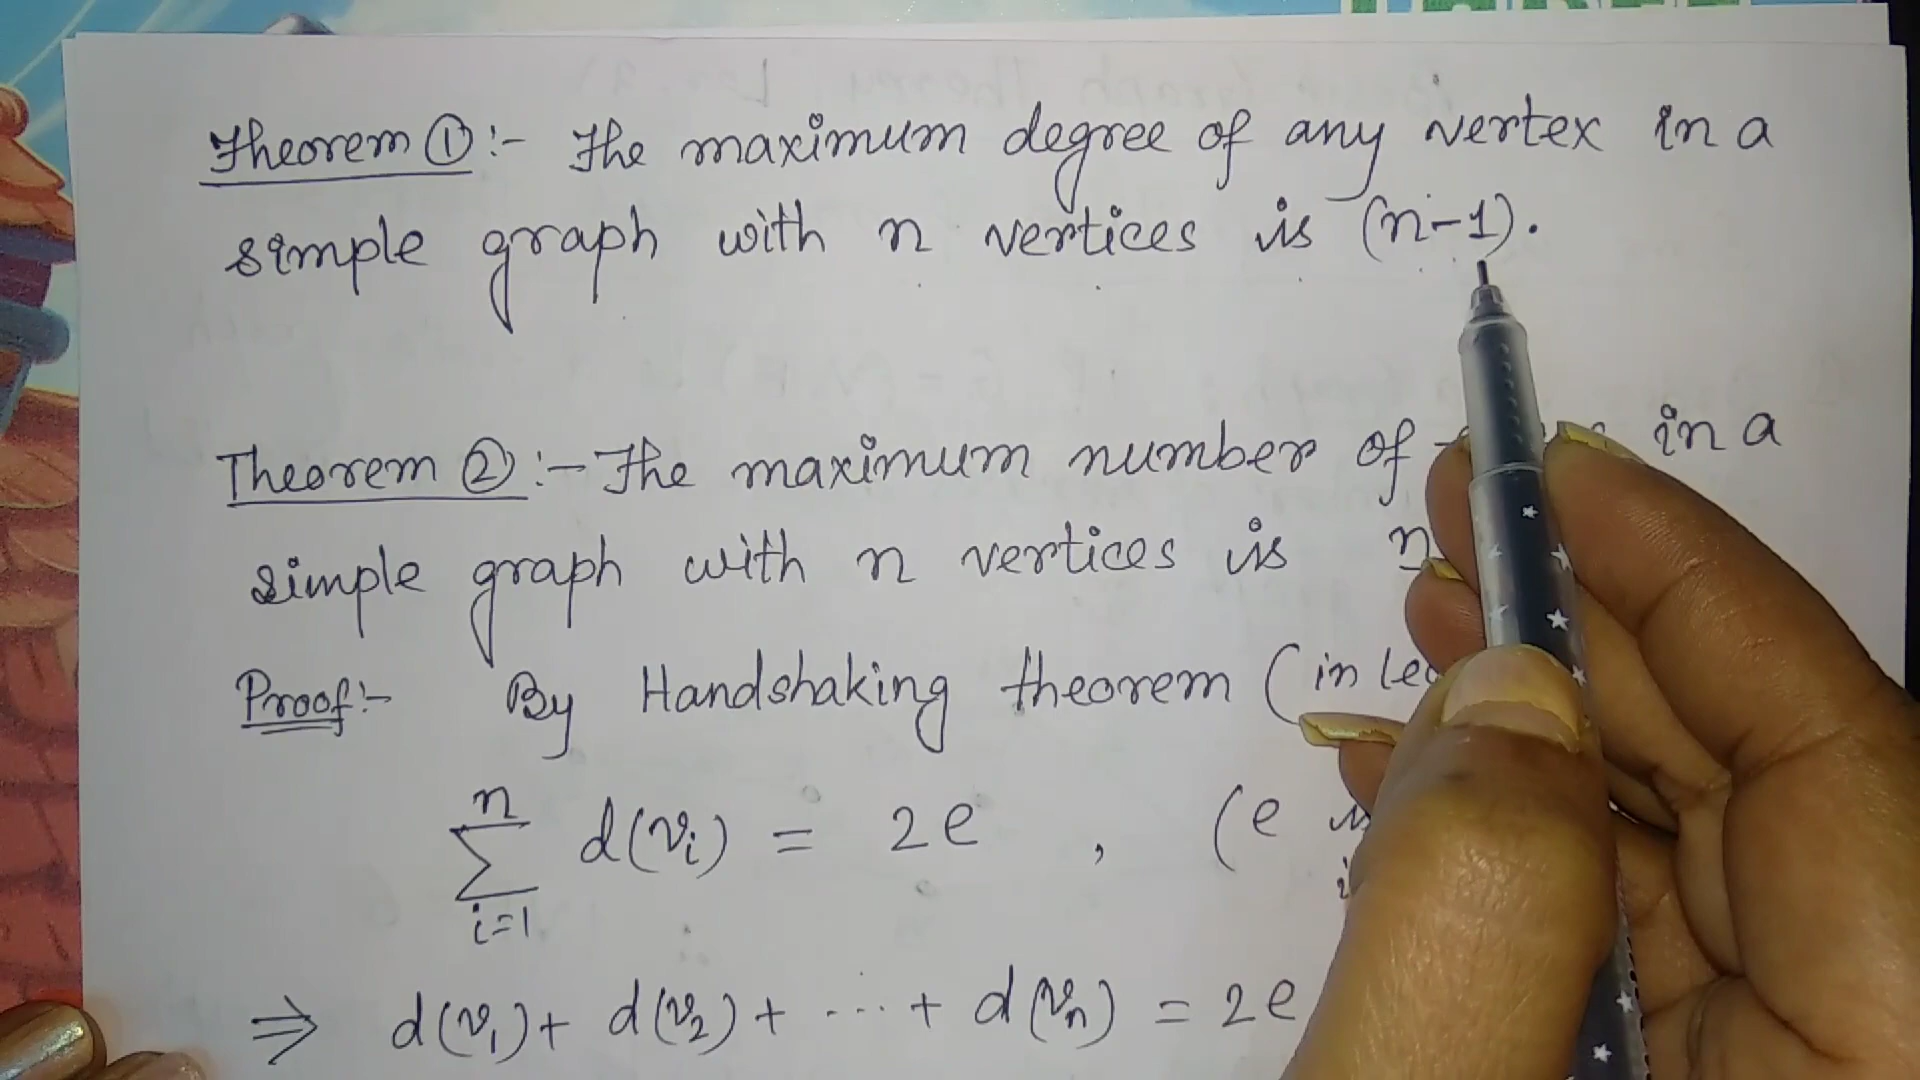 Theorem ① :- The maximum degree of any vertex in a
simple graph with n vertices is (n-1).
Theorem ② :- The maximum number of in a
simple graph with n vertices is n
Proof :- By Handshaking theorem (in
n
∑ d(vᵢ) = 2e , (e is
i=1
⇒ d(v₁) + d(v₂) + ... + d(vₙ) = 2e